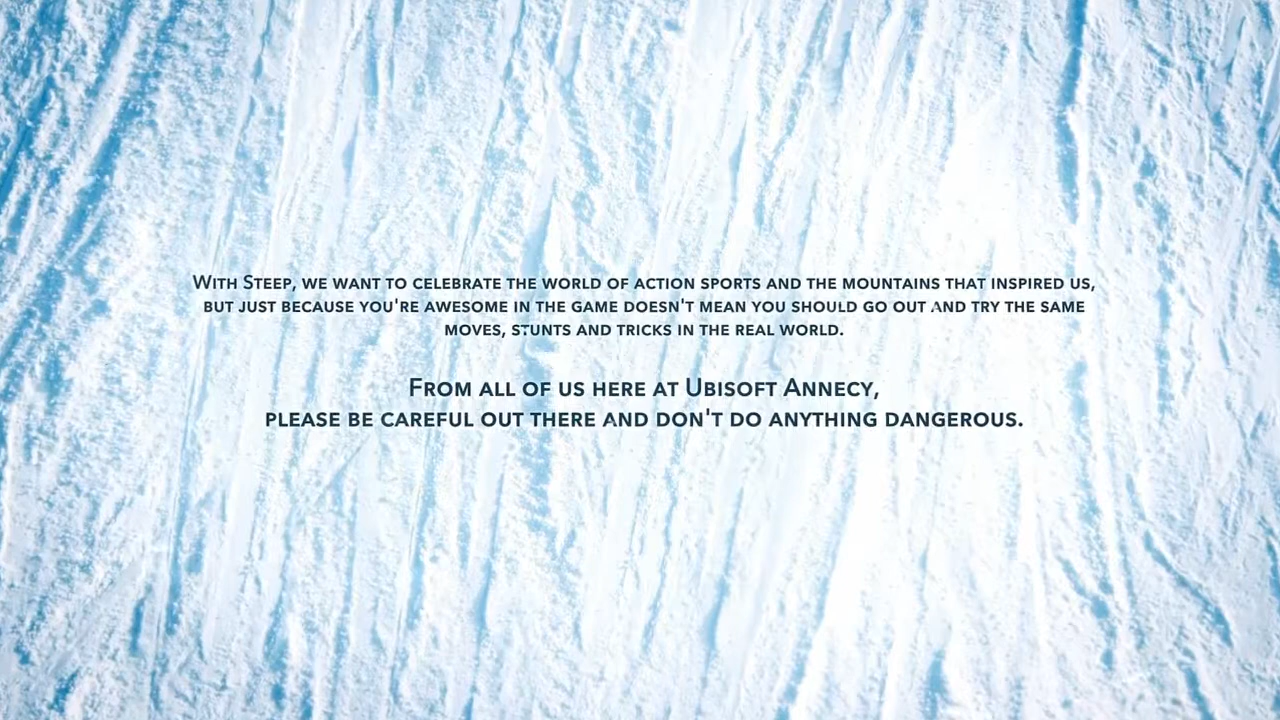 With Steep, we want to celebrate the world of action sports and the mountains that inspired us,
but just because you're awesome in the game doesn't mean you should go out and try the same
moves, stunts and tricks in the real world.
From all of us here at Ubisoft Annecy,
please be careful out there and don't do anything dangerous.